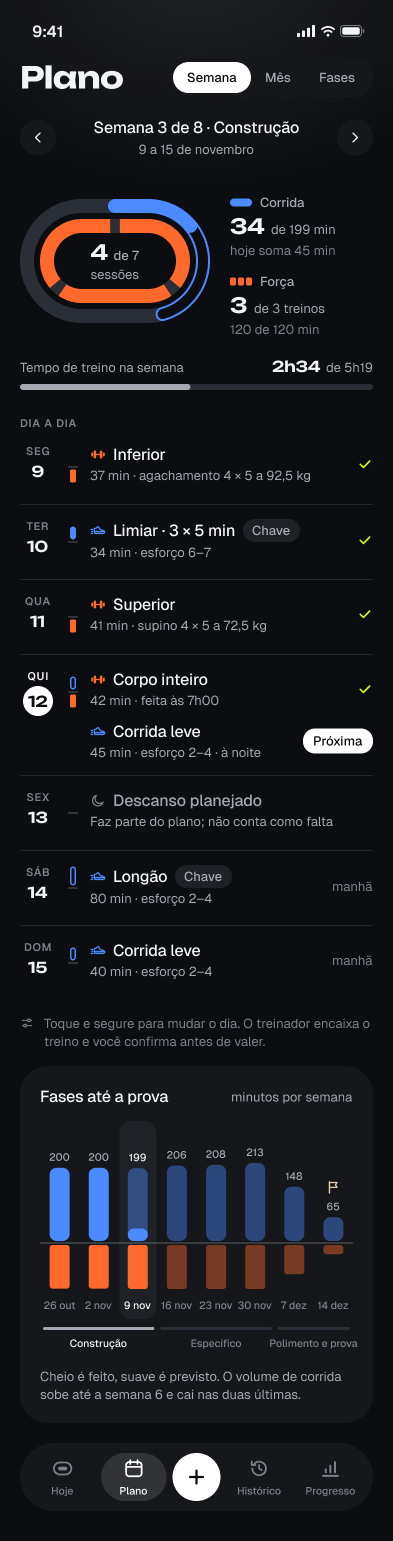 9:41
Plano
Semana
Mês
Fases
Semana 3 de 8 · Construção
9 a 15 de novembro
4 de 7
sessões
Corrida
34 de 199 min
hoje soma 45 min
Força
3 de 3 treinos
120 de 120 min
Tempo de treino na semana
2h34 de 5h19
DIA A DIA
SEG
9
Inferior
37 min · agachamento 4 × 5 a 92,5 kg
TER
10
Limiar · 3 × 5 min
Chave
34 min · esforço 6–7
QUA
11
Superior
41 min · supino 4 × 5 a 72,5 kg
QUI
12
Corpo inteiro
42 min · feita às 7h00
Corrida leve
45 min · esforço 2–4 · à noite
Próxima
SEX
13
Descanso planejado
Faz parte do plano; não conta como falta
SÁB
14
Longão
Chave
80 min · esforço 2–4
manhã
DOM
15
Corrida leve
40 min · esforço 2–4
manhã
Toque e segure para mudar o dia. O treinador encaixa o
treino e você confirma antes de valer.
Fases até a prova
minutos por semana
200 200 199 206 208 213 148 65
26 out 2 nov 9 nov 16 nov 23 nov 30 nov 7 dez 14 dez
Construção
Específico
Polimento e prova
Cheio é feito, suave é previsto. O volume de corrida
sobe até a semana 6 e cai nas duas últimas.
Hoje
Plano
Histórico
Progresso